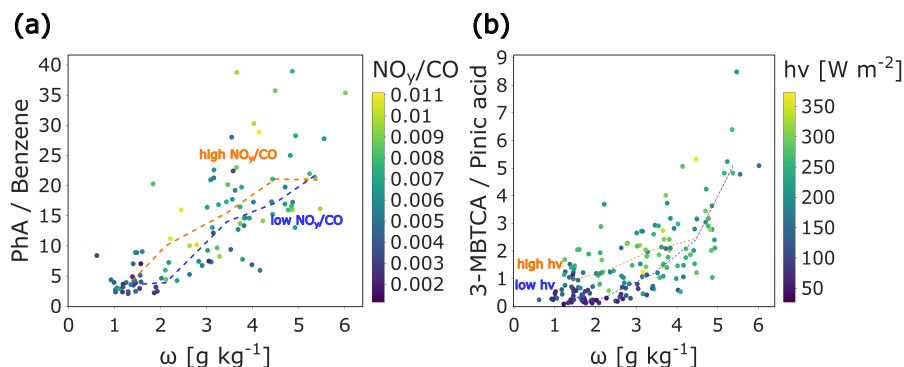 (a)
PhA / Benzene
40
35
30
25
20
15
10
5
0
0 1 2 3 4 5 6
ω [g kg⁻¹]
high NOy/CO
low NOy/CO
NOy/CO
0.011
0.01
0.009
0.007
0.006
0.005
0.004
0.003
0.002
(b)
3-MBTCA / Pinic acid
9
8
7
6
5
4
3
2
1
0
0 1 2 3 4 5 6
ω [g kg⁻¹]
high hv
low hv
hv [W m⁻²]
350
300
250
200
150
100
50